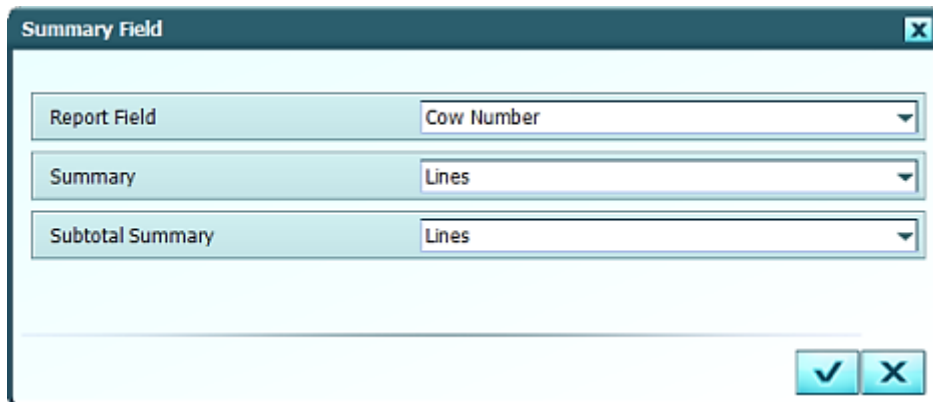 Summary Field
Report Field Cow Number
Summary Lines
Subtotal Summary Lines